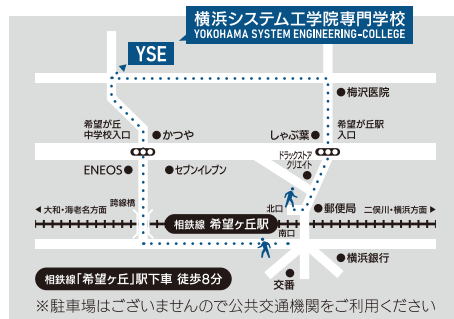 横浜システム工学院専門学校
YOKOHAMA SYSTEM ENGINEERING-COLLEGE
YSE
梅沢医院
希望が丘
中学校入口
かつや
しゃぶ葉
希望が丘駅
入口
ドラックストア
クリエイト
ENEOS
セブンイレブン
跨線橋
北口
郵便局
大和・海老名方面
相鉄線 希望ヶ丘駅
二俣川・横浜方面
南口
横浜銀行
相鉄線「希望ヶ丘」駅下車 徒歩8分
交番
※駐車場はございませんので公共交通機関をご利用ください